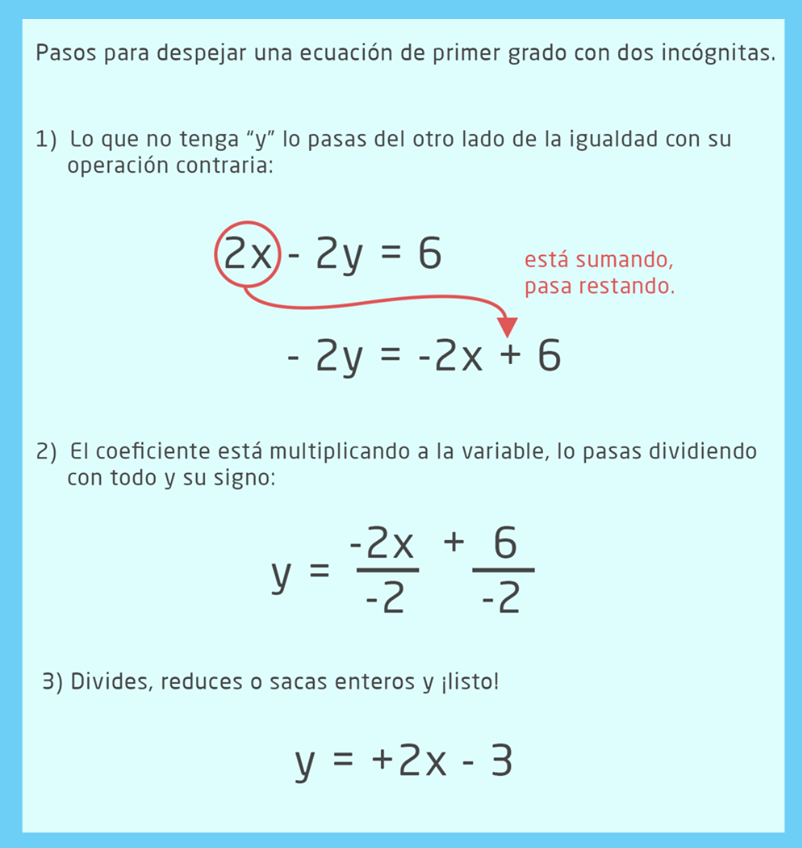 Pasos para despejar una ecuación de primer grado con dos incógnitas.
1) Lo que no tenga “y” lo pasas del otro lado de la igualdad con su
operación contraria:
2x - 2y = 6
está sumando,
pasa restando.
- 2y = -2x + 6
2) El coeficiente está multiplicando a la variable, lo pasas dividiendo
con todo y su signo:
y = -2x/-2 + 6/-2
3) Divides, reduces o sacas enteros y ¡listo!
y = +2x - 3